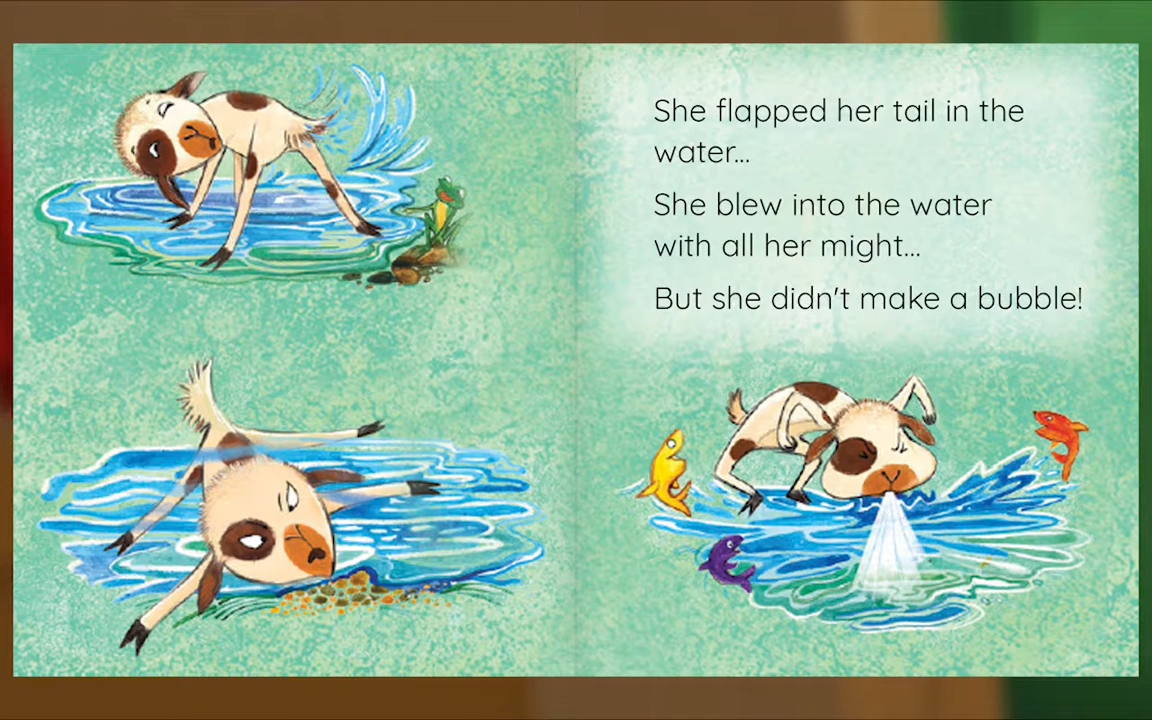 She flapped her tail in the
water...
She blew into the water
with all her might...
But she didn't make a bubble!